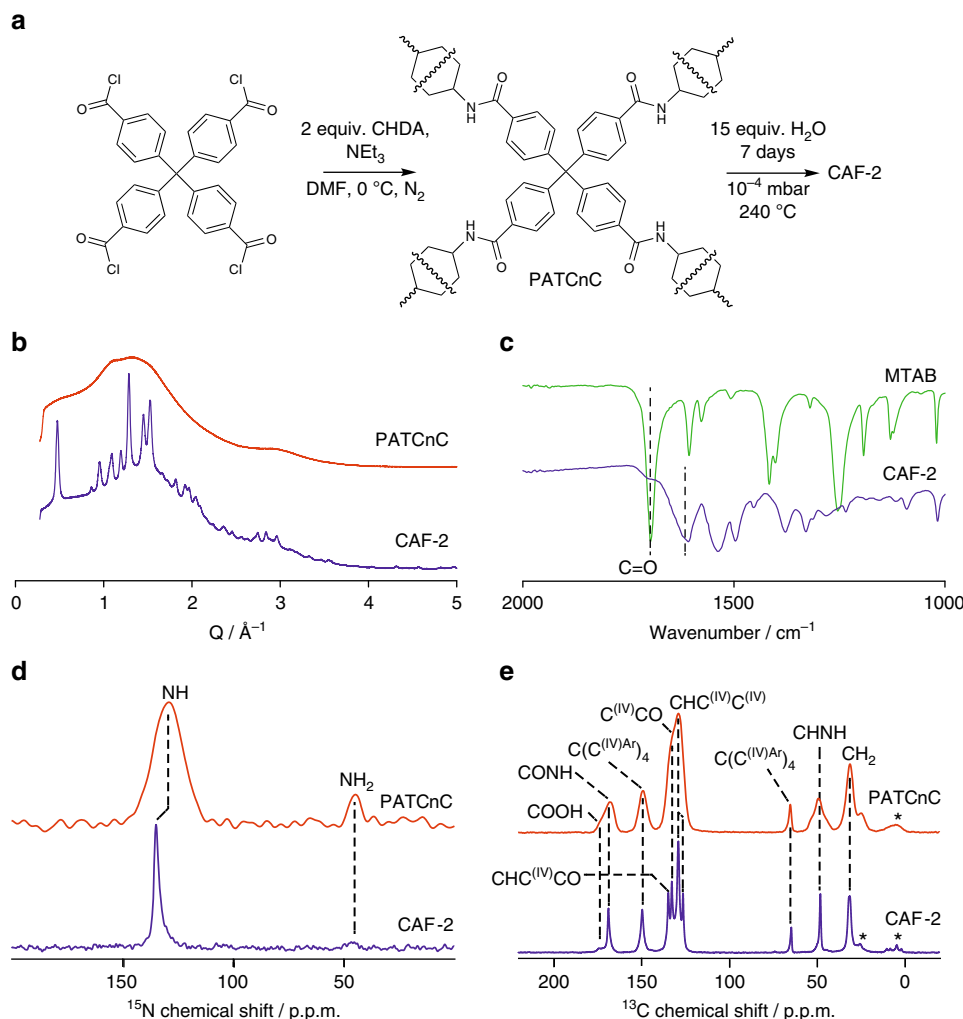 a
Cl
Cl
O
O
O
O
Cl
Cl
2 equiv. CHDA,
NEt₃
DMF, 0 °C, N₂
O
O
N
H
H
N
N
H
H
N
O
O
PATCnC
15 equiv. H₂O
7 days
10⁻⁴ mbar
240 °C
CAF-2
b
PATCnC
CAF-2
0 1 2 3 4 5
Q / Å⁻¹
c
MTAB
CAF-2
C=O
2000 1500 1000
Wavenumber / cm⁻¹
d
NH
NH₂
PATCnC
CAF-2
150 100 50
¹⁵N chemical shift / p.p.m.
e
C⁽ᴵⱽ⁾CO
CHC⁽ᴵⱽ⁾C⁽ᴵⱽ⁾
C(C⁽ᴵⱽ⁾ᴬʳ)₄
C(C⁽ᴵⱽ⁾ᴬʳ)₄
CHNH
CH₂
CONH
COOH
PATCnC
*
CHC⁽ᴵⱽ⁾CO
CAF-2
* *
200 150 100 50 0
¹³C chemical shift / p.p.m.